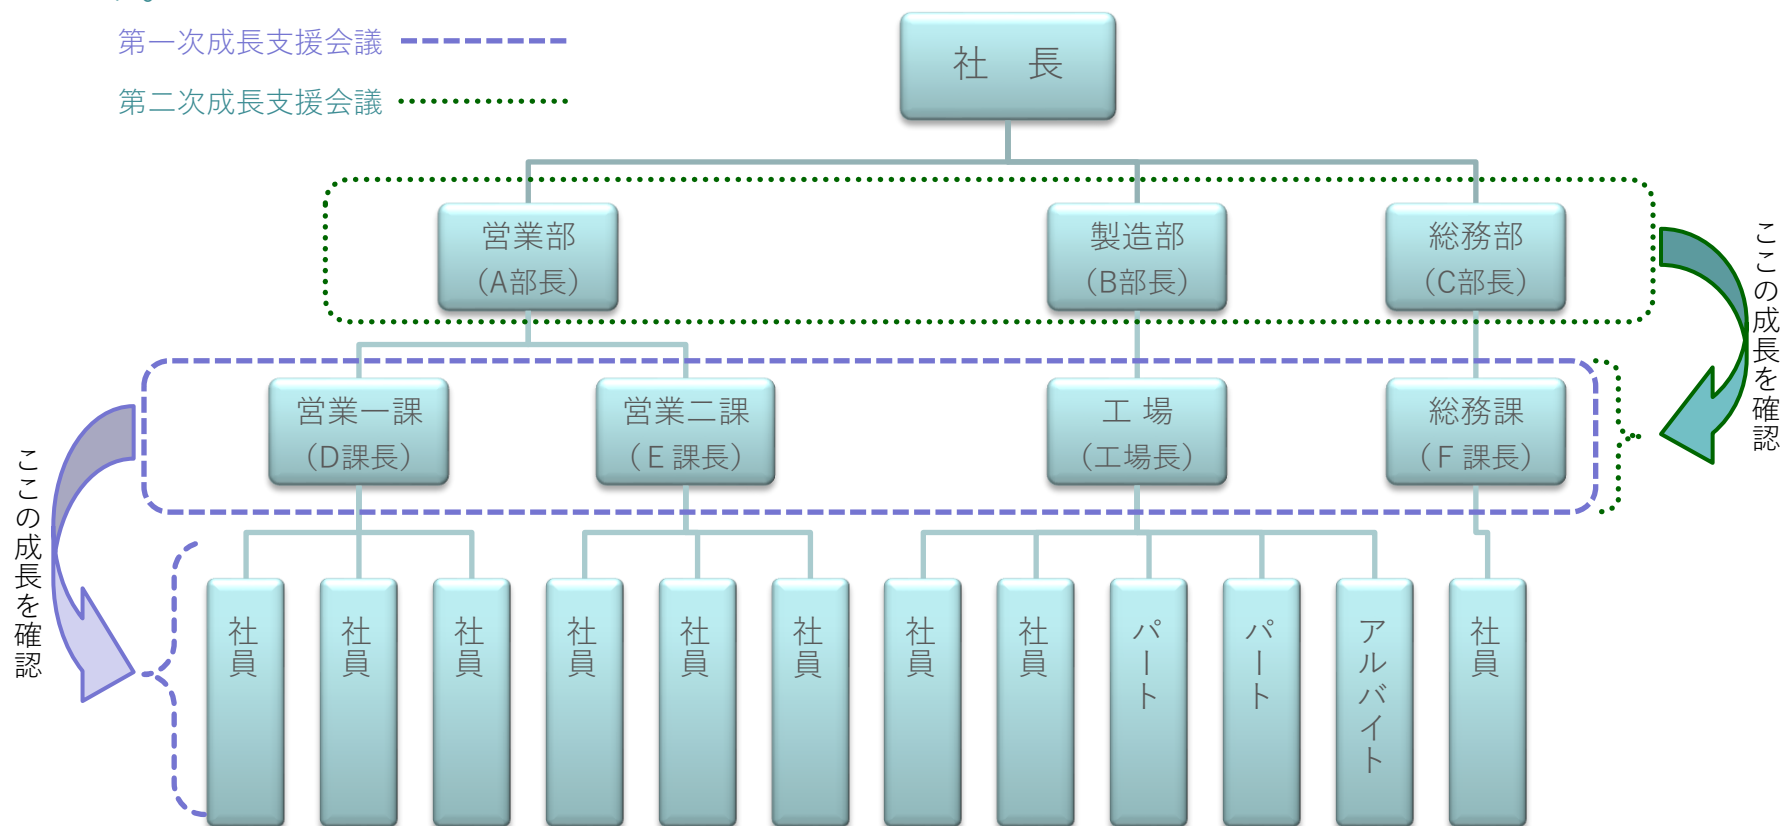 第一次成長支援会議
第二次成長支援会議
社 長
営業部
（A部長）
製造部
（B部長）
総務部
（C部長）
ここの成長を確認
営業一課
（D課長）
営業二課
（E課長）
工 場
（工場長）
総務課
（F課長）
ここの成長を確認
社員
社員
社員
社員
社員
社員
社員
社員
パート
パート
アルバイト
社員